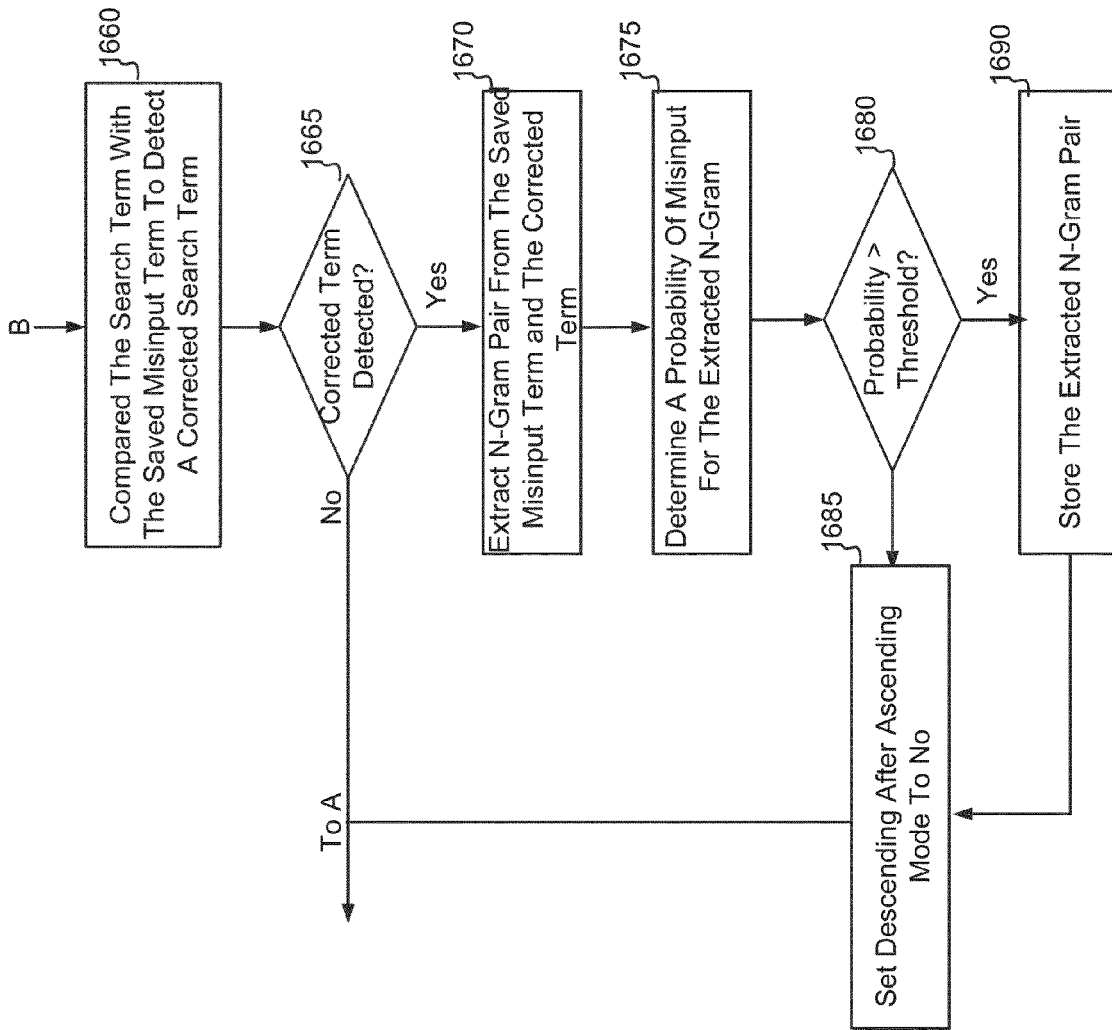 B
1660
Compared The Search Term With
The Saved Misinput Term To Detect
A Corrected Search Term
1665
Corrected Term
Detected?
No
Yes
To A
1670
Extract N-Gram Pair From The Saved
Misinput Term and The Corrected
Term
1675
Determine A Probability Of Misinput
For The Extracted N-Gram
1680
Probability >
Threshold?
Yes
1685
Set Descending After Ascending
Mode To No
1690
Store The Extracted N-Gram Pair